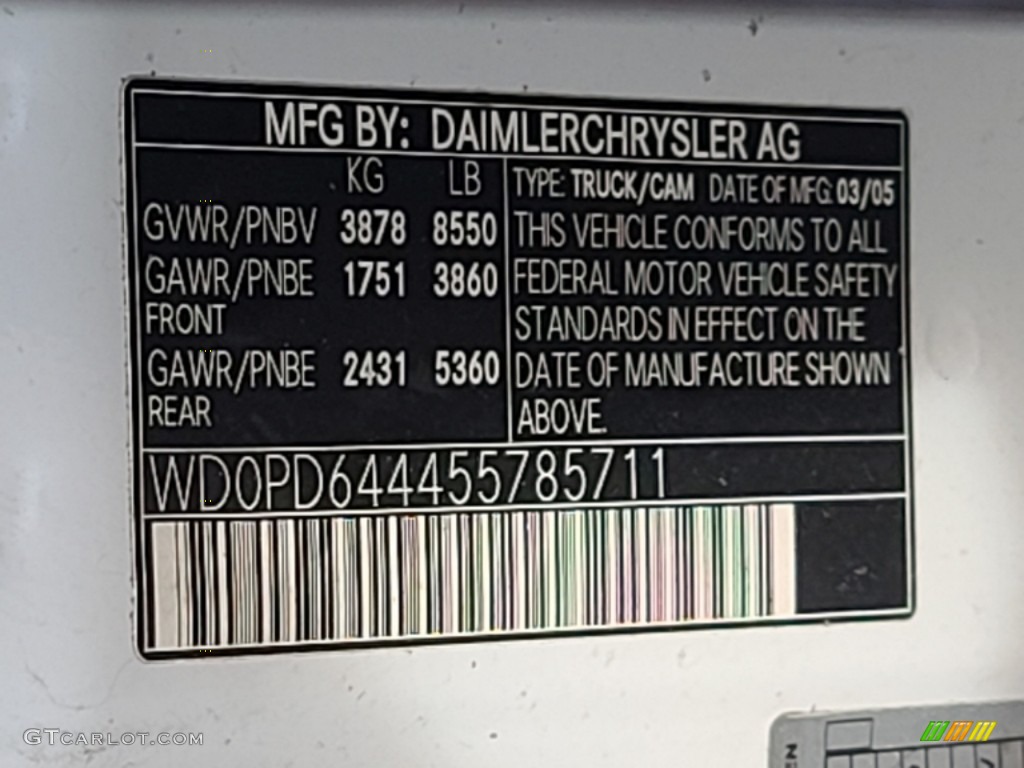 MFG BY: DAIMLERCHRYSLER AG
KG LB
GVWR/PNBV 3878 8550
GAWR/PNBE 1751 3860
FRONT
GAWR/PNBE 2431 5360
REAR
TYPE: TRUCK/CAM DATE OF MFG: 03/05
THIS VEHICLE CONFORMS TO ALL
FEDERAL MOTOR VEHICLE SAFETY
STANDARDS IN EFFECT ON THE
DATE OF MANUFACTURE SHOWN
ABOVE.
WD0PD644455785711
GTCARLOT.COM